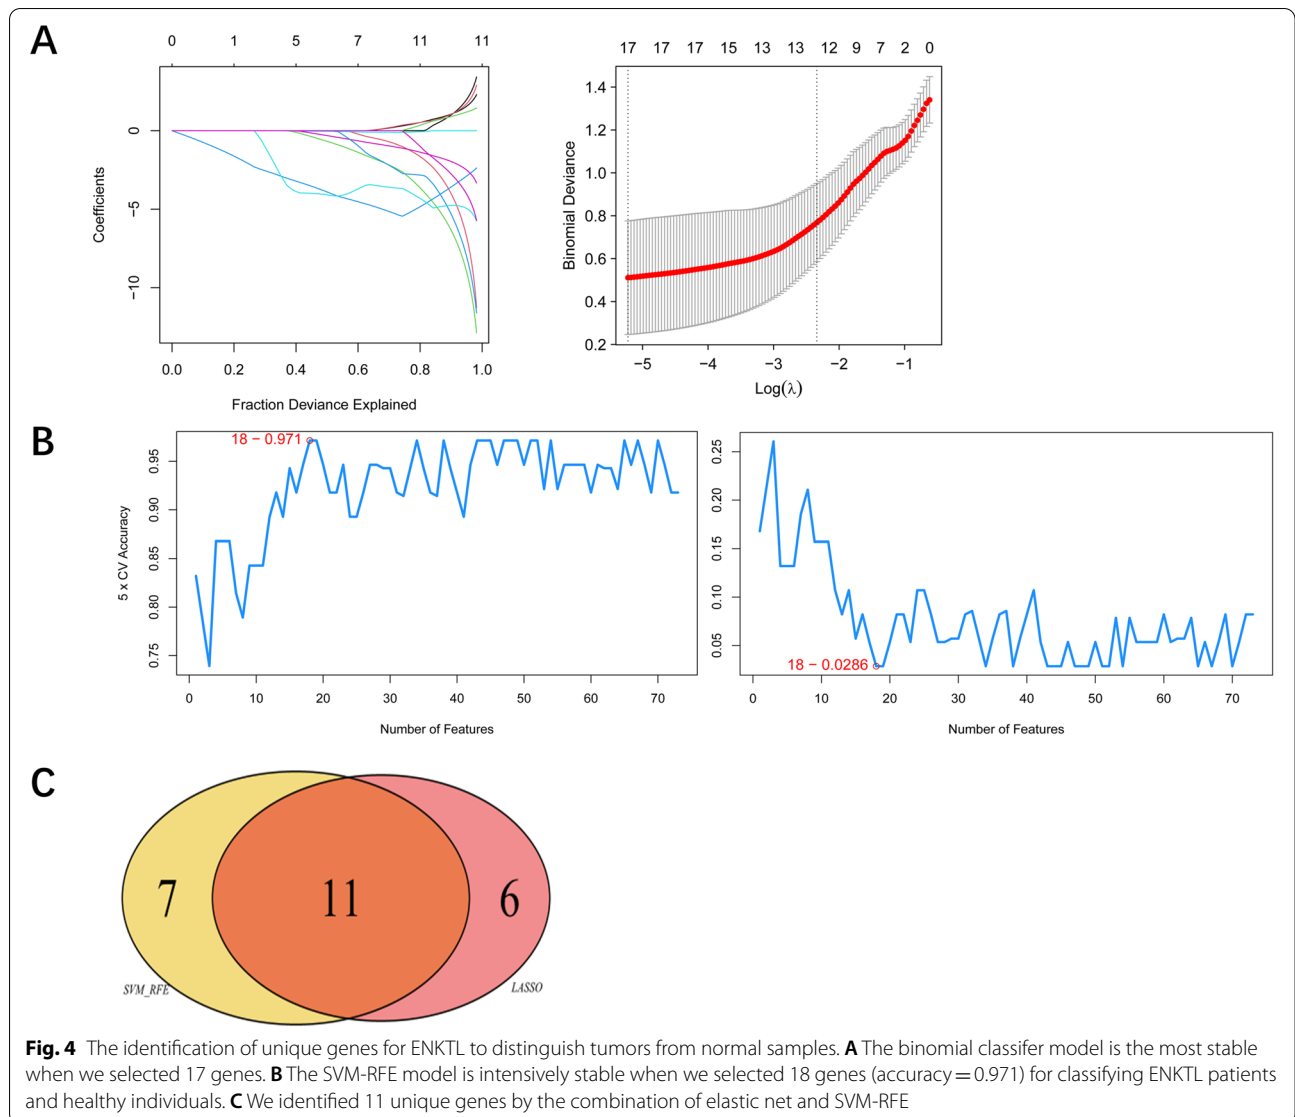 A
0 1 5 7 11 11
0
−5
−10
Coefficients
0.0 0.2 0.4 0.6 0.8 1.0
Fraction Deviance Explained
17 17 17 15 13 13 12 9 7 2 0
1.4
1.2
1.0
0.8
0.6
0.4
0.2
Binomial Deviance
−5 −4 −3 −2 −1
Log(λ)
B
18 − 0.971
0.95
0.90
0.85
0.80
0.75
5 x CV Accuracy
0 10 20 30 40 50 60 70
Number of Features
0.25
0.20
0.15
0.10
0.05
18 − 0.0286
0 10 20 30 40 50 60 70
Number of Features
C
7 11 6
SVM_RFE LASSO
Fig. 4 The identification of unique genes for ENKTL to distinguish tumors from normal samples. A The binomial classifer model is the most stable
when we selected 17 genes. B The SVM-RFE model is intensively stable when we selected 18 genes (accuracy = 0.971) for classifying ENKTL patients
and healthy individuals. C We identified 11 unique genes by the combination of elastic net and SVM-RFE